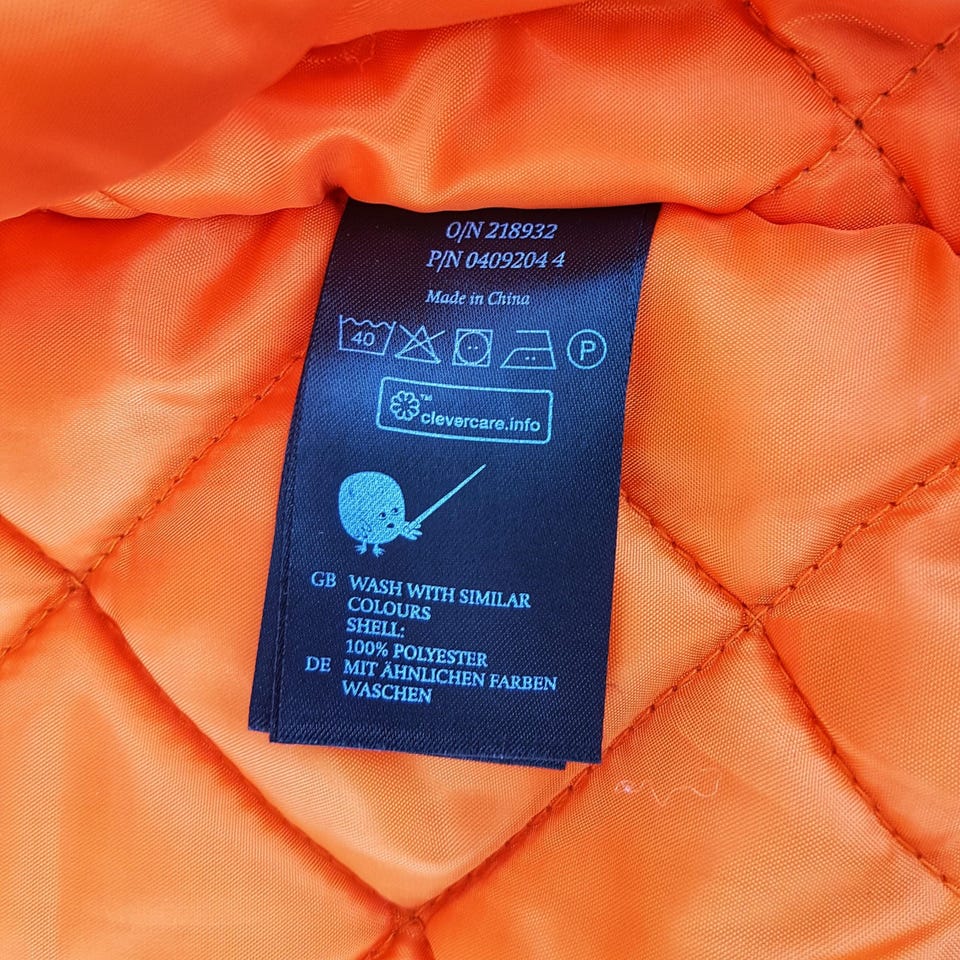 O/N 218932
P/N 0409204 4
Made in China
40 P
™
clevercare.info
GB WASH WITH SIMILAR
COLOURS
SHELL:
100% POLYESTER
DE MIT ÄHNLICHEN FARBEN
WASCHEN